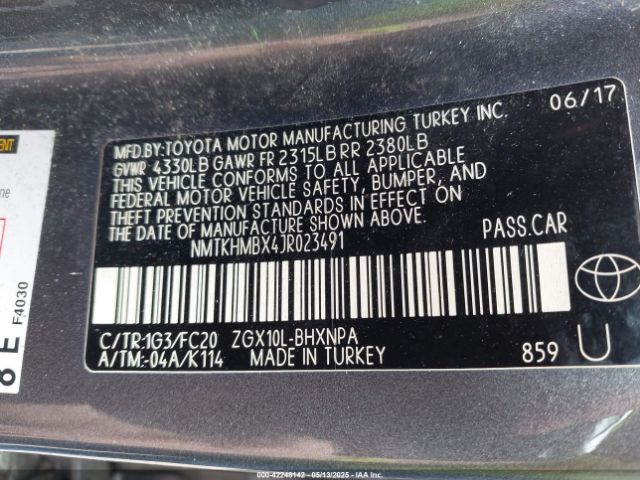 MFD.BY:TOYOTA MOTOR MANUFACTURING TURKEY INC. 06/17
GVWR 4330LB GAWR FR 2315LB RR 2380LB
THIS VEHICLE CONFORMS TO ALL APPLICABLE
FEDERAL MOTOR VEHICLE SAFETY, BUMPER, AND
THEFT PREVENTION STANDARDS IN EFFECT ON
THE DATE OF MANUFACTURE SHOWN ABOVE.
NMTKHMBX4JR023491 PASS.CAR
C/TR:1G3/FC20 ZGX10L-BHXNPA
A/TM:-04A/K114 MADE IN TURKEY 859 U
8 E F4030
000-42248142 - 05/13/2025 - IAA Inc.